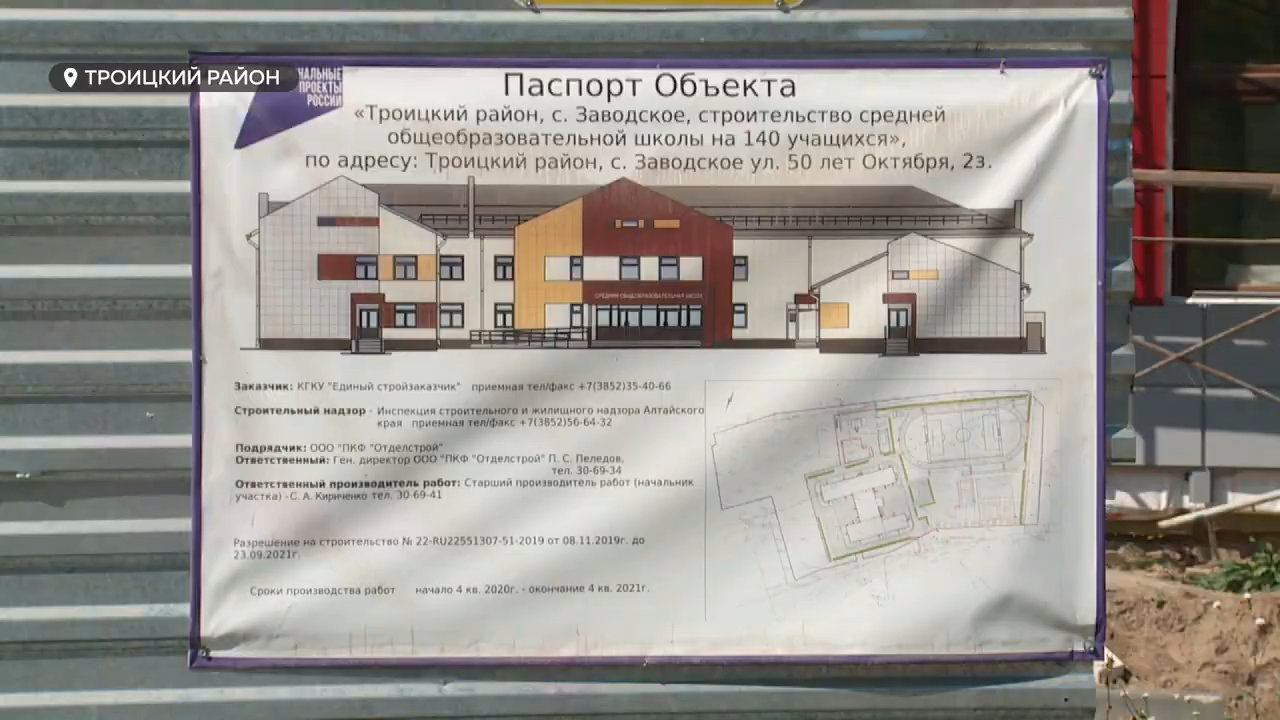 ТРОИЦКИЙ РАЙОН
НАЛЬНЫЕ
ПРОЕКТЫ
РОССИИ
Паспорт Объекта
«Троицкий район, с. Заводское, строительство средней
общеобразовательной школы на 140 учащихся»,
по адресу: Троицкий район, с. Заводское ул. 50 лет Октября, 2з.
СРЕДНЯЯ ОБЩЕОБРАЗОВАТЕЛЬНАЯ ШКОЛА
Заказчик: КГКУ "Единый стройзаказчик" приемная тел/факс +7(3852)35-40-66
Строительный надзор - Инспекция строительного и жилищного надзора Алтайского
края приемная тел/факс +7(3852)56-64-32
Подрядчик: ООО "ПКФ "Отделстрой"
Ответственный: Ген. директор ООО "ПКФ "Отделстрой" П. С. Пеледов,
тел. 30-69-34
Ответственный производитель работ: Старший производитель работ (начальник
участка) -С. А. Кириченко тел. 30-69-41
Разрешение на строительство № 22-RU22551307-51-2019 от 08.11.2019г. до
23.09.2021г.
Сроки производства работ начало 4 кв. 2020г. - окончание 4 кв. 2021г.